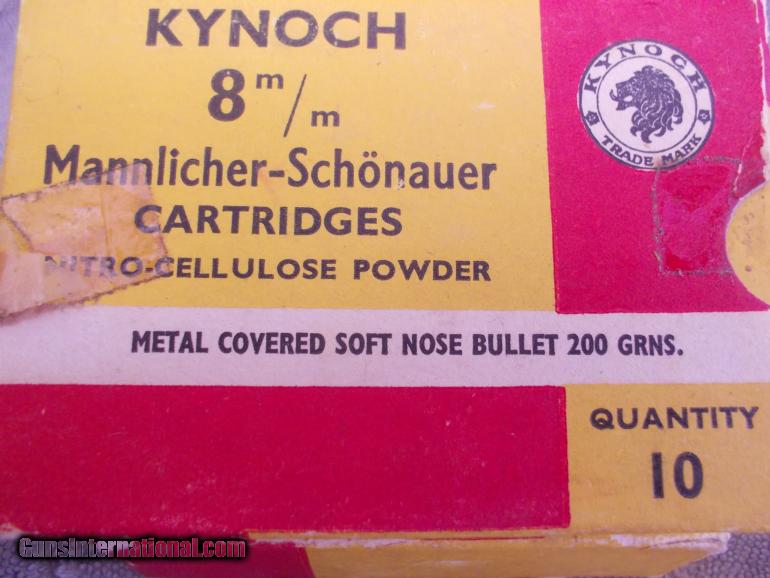 KYNOCH
8 m/m
Mannlicher-Schönauer
CARTRIDGES
NITRO-CELLULOSE POWDER
KYNOCH
TRADE MARK
METAL COVERED SOFT NOSE BULLET 200 GRNS.
QUANTITY
10
GunsInternational.com